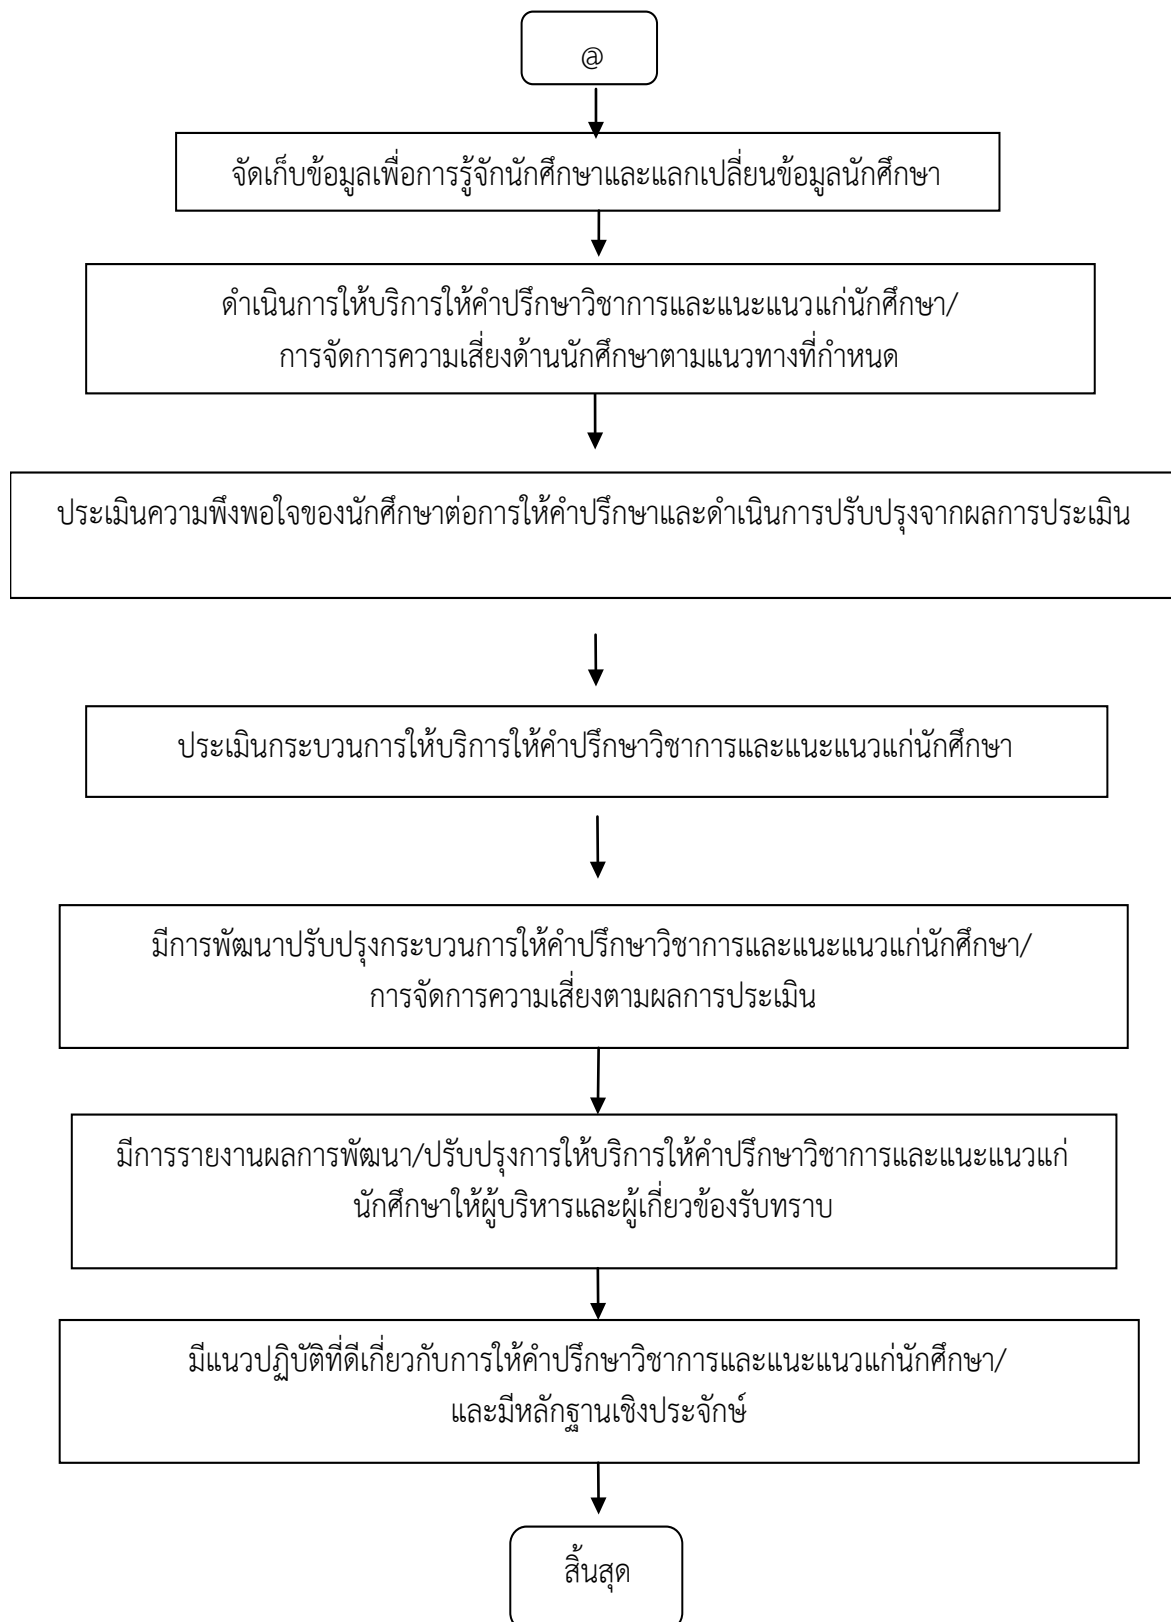 @
จัดเก็บข้อมูลเพื่อการรู้จักนักศึกษาและแลกเปลี่ยนข้อมูลนักศึกษา
ดำเนินการให้บริการให้คำปรึกษาวิชาการและแนะแนวแก่นักศึกษา/
การจัดการความเสี่ยงด้านนักศึกษาตามแนวทางที่กำหนด
ประเมินความพึงพอใจของนักศึกษาต่อการให้คำปรึกษาและดำเนินการปรับปรุงจากผลการประเมิน
ประเมินกระบวนการให้บริการให้คำปรึกษาวิชาการและแนะแนวแก่นักศึกษา
มีการพัฒนาปรับปรุงกระบวนการให้คำปรึกษาวิชาการและแนะแนวแก่นักศึกษา/
การจัดการความเสี่ยงตามผลการประเมิน
มีการรายงานผลการพัฒนา/ปรับปรุงการให้บริการให้คำปรึกษาวิชาการและแนะแนวแก่
นักศึกษาให้ผู้บริหารและผู้เกี่ยวข้องรับทราบ
มีแนวปฏิบัติที่ดีเกี่ยวกับการให้คำปรึกษาวิชาการและแนะแนวแก่นักศึกษา/
และมีหลักฐานเชิงประจักษ์
สิ้นสุด